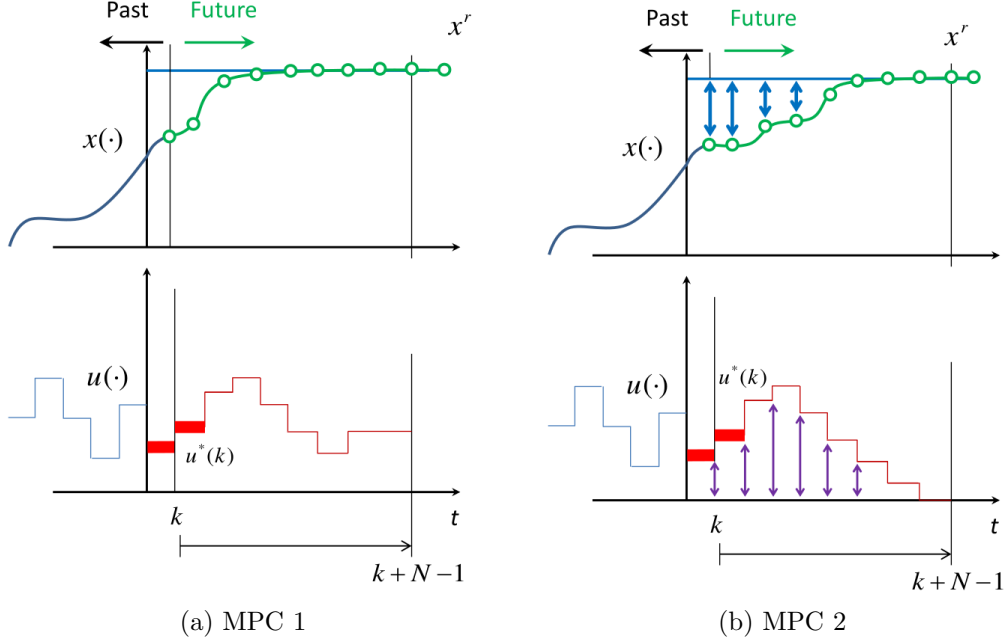 Past Future
x^r
x(·)
u(·)
u^*(k)
k
t
k + N − 1
(a) MPC 1
Past Future
x^r
x(·)
u(·)
u^*(k)
k
t
k + N − 1
(b) MPC 2